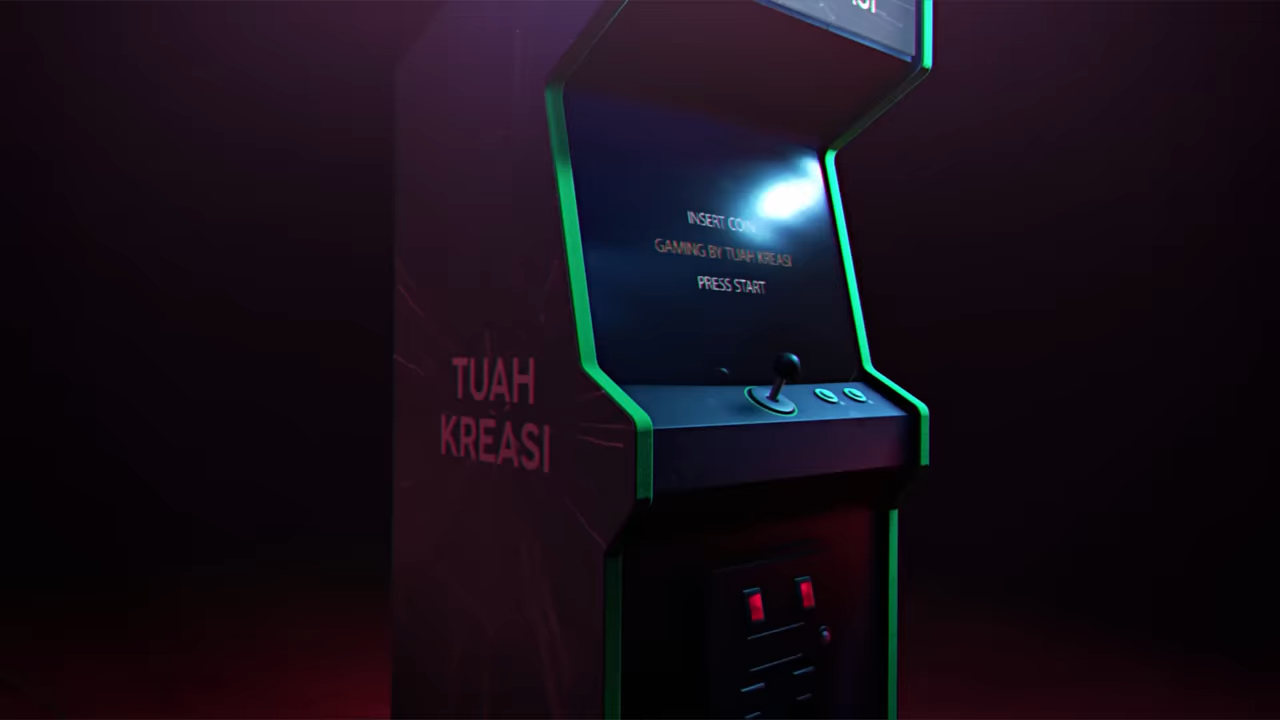 INSERT COIN
GAMING BY TUAH KREASI
PRESS START
TUAH
KREASI